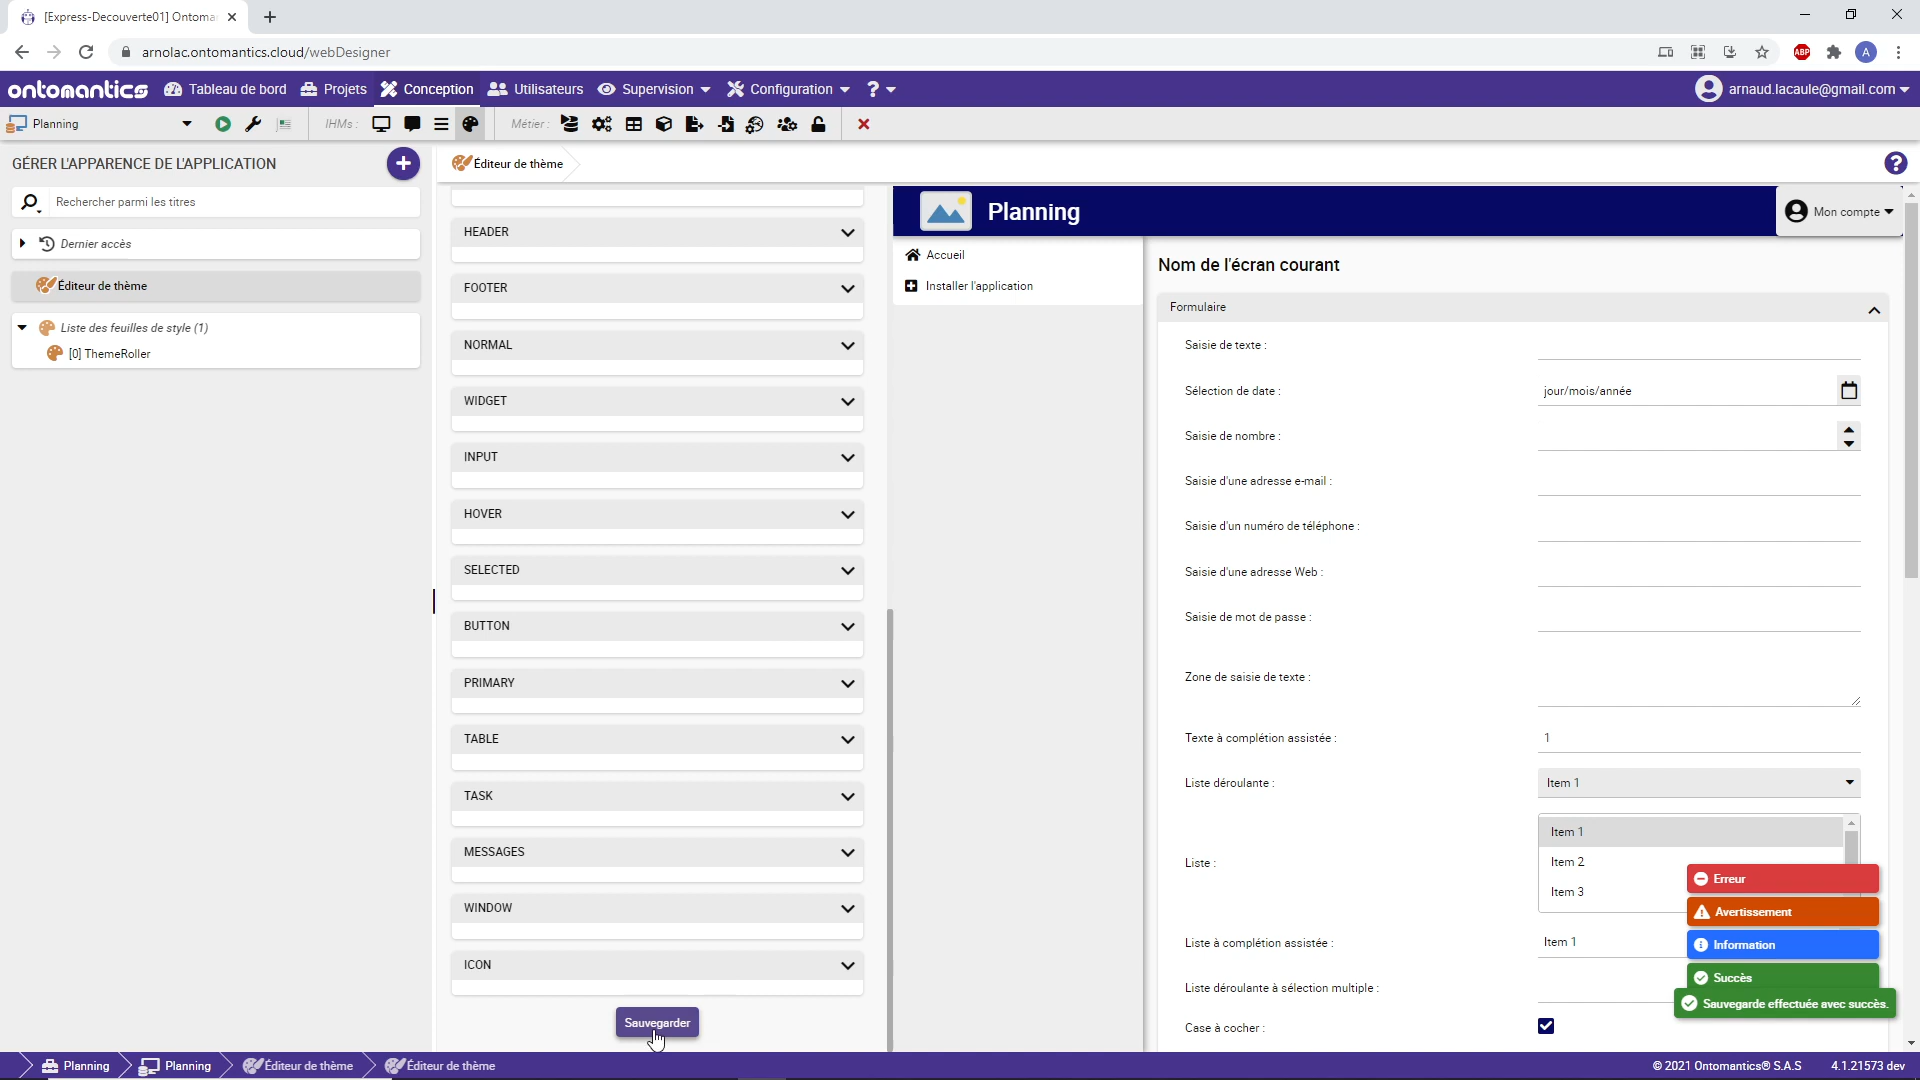 [Express-Decouverte01] Ontoma
arnolac.ontomantics.cloud/webDesigner
ABP
A
ontomantics
Tableau de bord
Projets
Conception
Utilisateurs
Supervision
Configuration
?
arnaud.lacaule@gmail.com
Planning
IHMs :
Métier :
GÉRER L'APPARENCE DE L'APPLICATION
Rechercher parmi les titres
Dernier accès
Éditeur de thème
Liste des feuilles de style (1)
[0] ThemeRoller
Éditeur de thème
HEADER
FOOTER
NORMAL
WIDGET
INPUT
HOVER
SELECTED
BUTTON
PRIMARY
TABLE
TASK
MESSAGES
WINDOW
ICON
Sauvegarder
Planning
Mon compte
Accueil
Installer l'application
Nom de l'écran courant
Formulaire
Saisie de texte :
Sélection de date :
jour/mois/année
Saisie de nombre :
Saisie d'une adresse e-mail :
Saisie d'un numéro de téléphone :
Saisie d'une adresse Web :
Saisie de mot de passe :
Zone de saisie de texte :
Texte à complétion assistée :
1
Liste déroulante :
Item 1
Liste :
Item 1
Item 2
Item 3
Liste à complétion assistée :
Item 1
Liste déroulante à sélection multiple :
Case à cocher :
Erreur
Avertissement
Information
Succès
Sauvegarde effectuée avec succès.
Planning
Planning
Éditeur de thème
Éditeur de thème
© 2021 Ontomantics® S.A.S
4.1.21573 dev